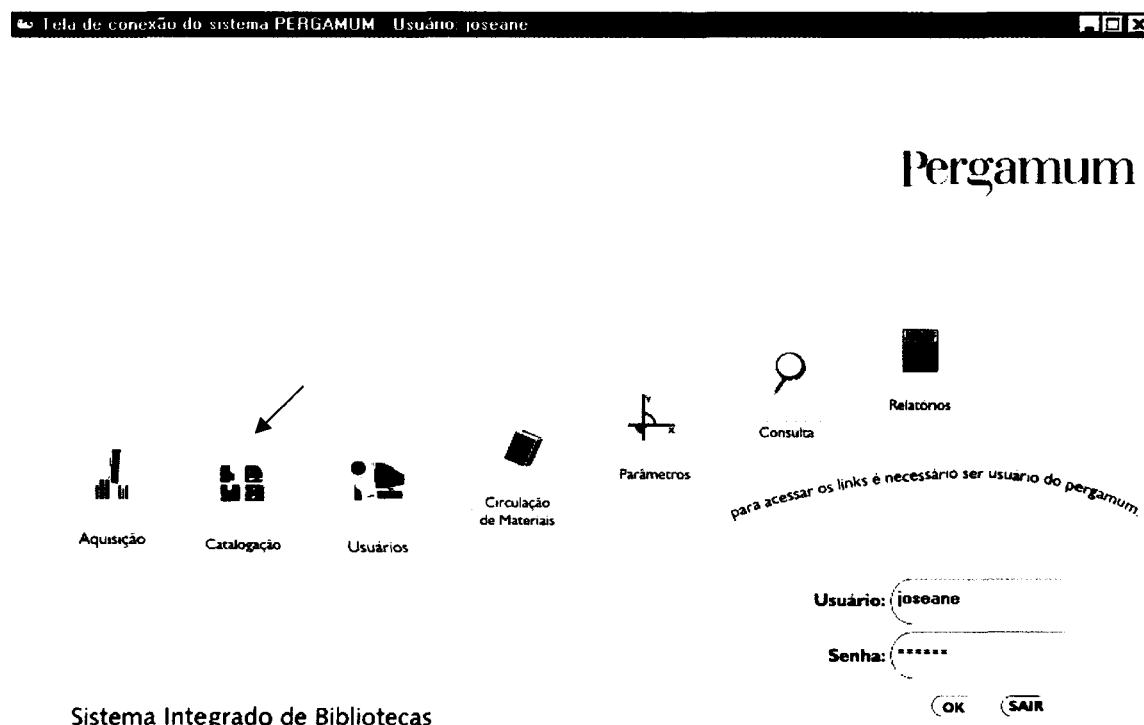 Tela de conexão do sistema PERGAMUM Usuário: joseane
Pergamum
Relatórios
Consulta
Parâmetros
Circulação
de Materiais
Aquisição
Catalogação
Usuários
para acessar os links é necessário ser usuário do pergamum.
Usuário: joseane
Senha: ******
OK SAIR
Sistema Integrado de Bibliotecas